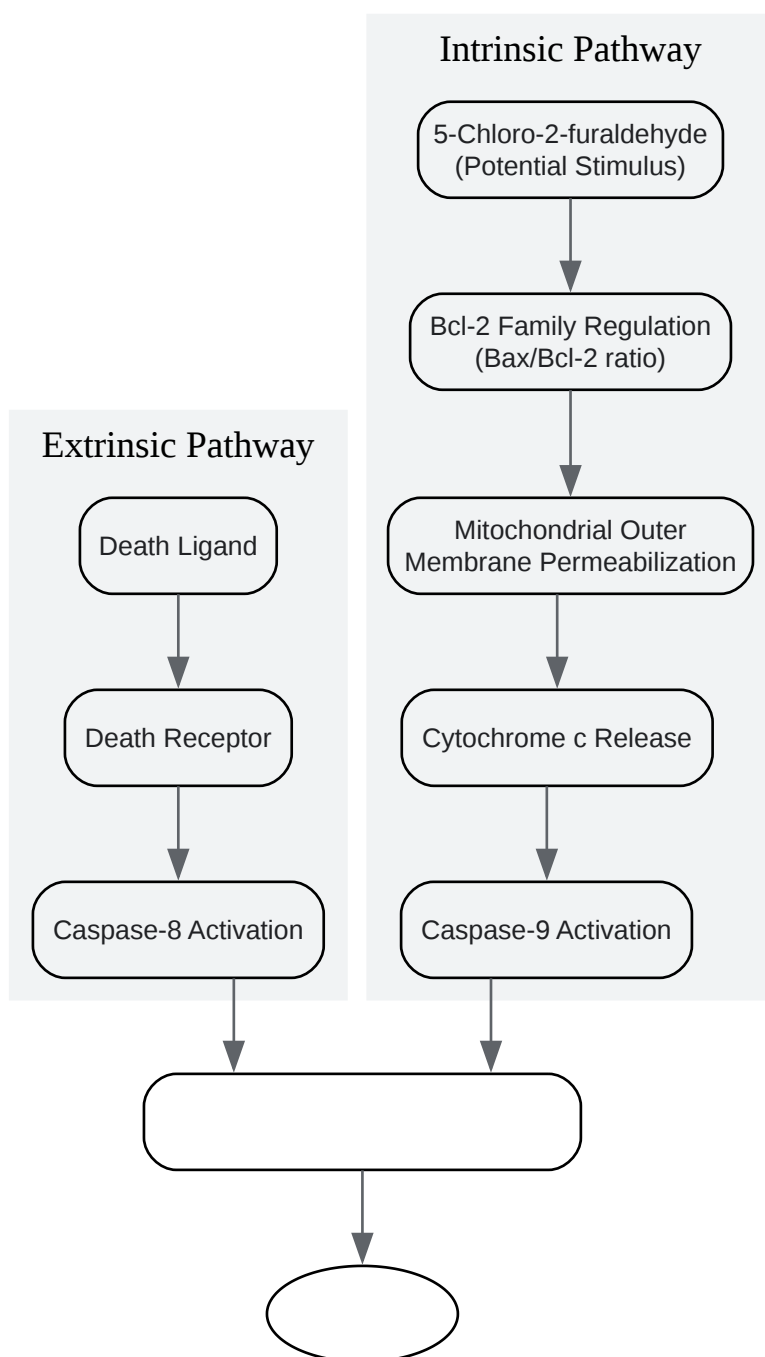 Intrinsic Pathway
5-Chloro-2-furaldehyde
(Potential Stimulus)
Bcl-2 Family Regulation
(Bax/Bcl-2 ratio)
Mitochondrial Outer
Membrane Permeabilization
Cytochrome c Release
Caspase-9 Activation
Extrinsic Pathway
Death Ligand
Death Receptor
Caspase-8 Activation